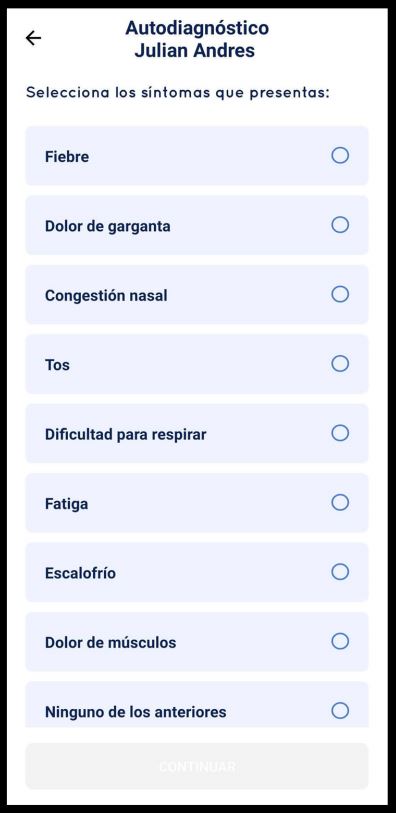 Autodiagnóstico
Julian Andres
Selecciona los síntomas que presentas:
Fiebre
Dolor de garganta
Congestión nasal
Tos
Dificultad para respirar
Fatiga
Escalofrío
Dolor de músculos
Ninguno de los anteriores
CONTINUAR